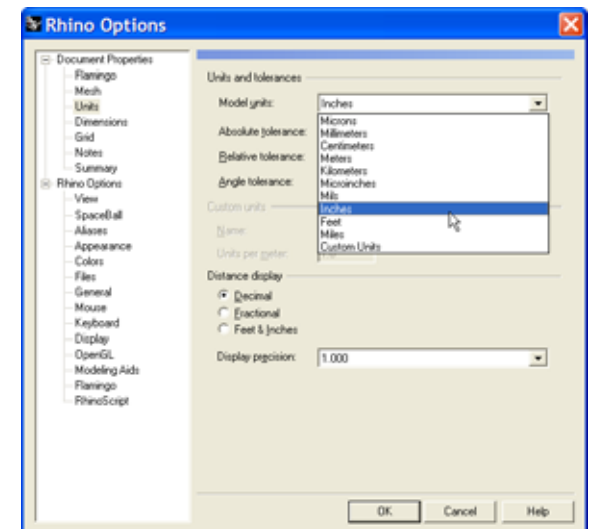 Rhino Options
Document Properties
Flamingo
Mesh
Units
Dimensions
Grid
Notes
Summary
Rhino Options
View
SpaceBall
Aliases
Appearance
Colors
Files
General
Mouse
Keyboard
Display
OpenGL
Modeling Aids
Flamingo
RhinoScript
Units and tolerances
Model units: Inches
Microns
Millimeters
Centimeters
Meters
Kilometers
Microinches
Mils
Inches
Feet
Miles
Custom Units
Absolute tolerance:
Relative tolerance:
Angle tolerance:
Custom units
Name:
Units per meter:
Distance display
Decimal
Fractional
Feet & Inches
Display precision: 1.000
OK Cancel Help